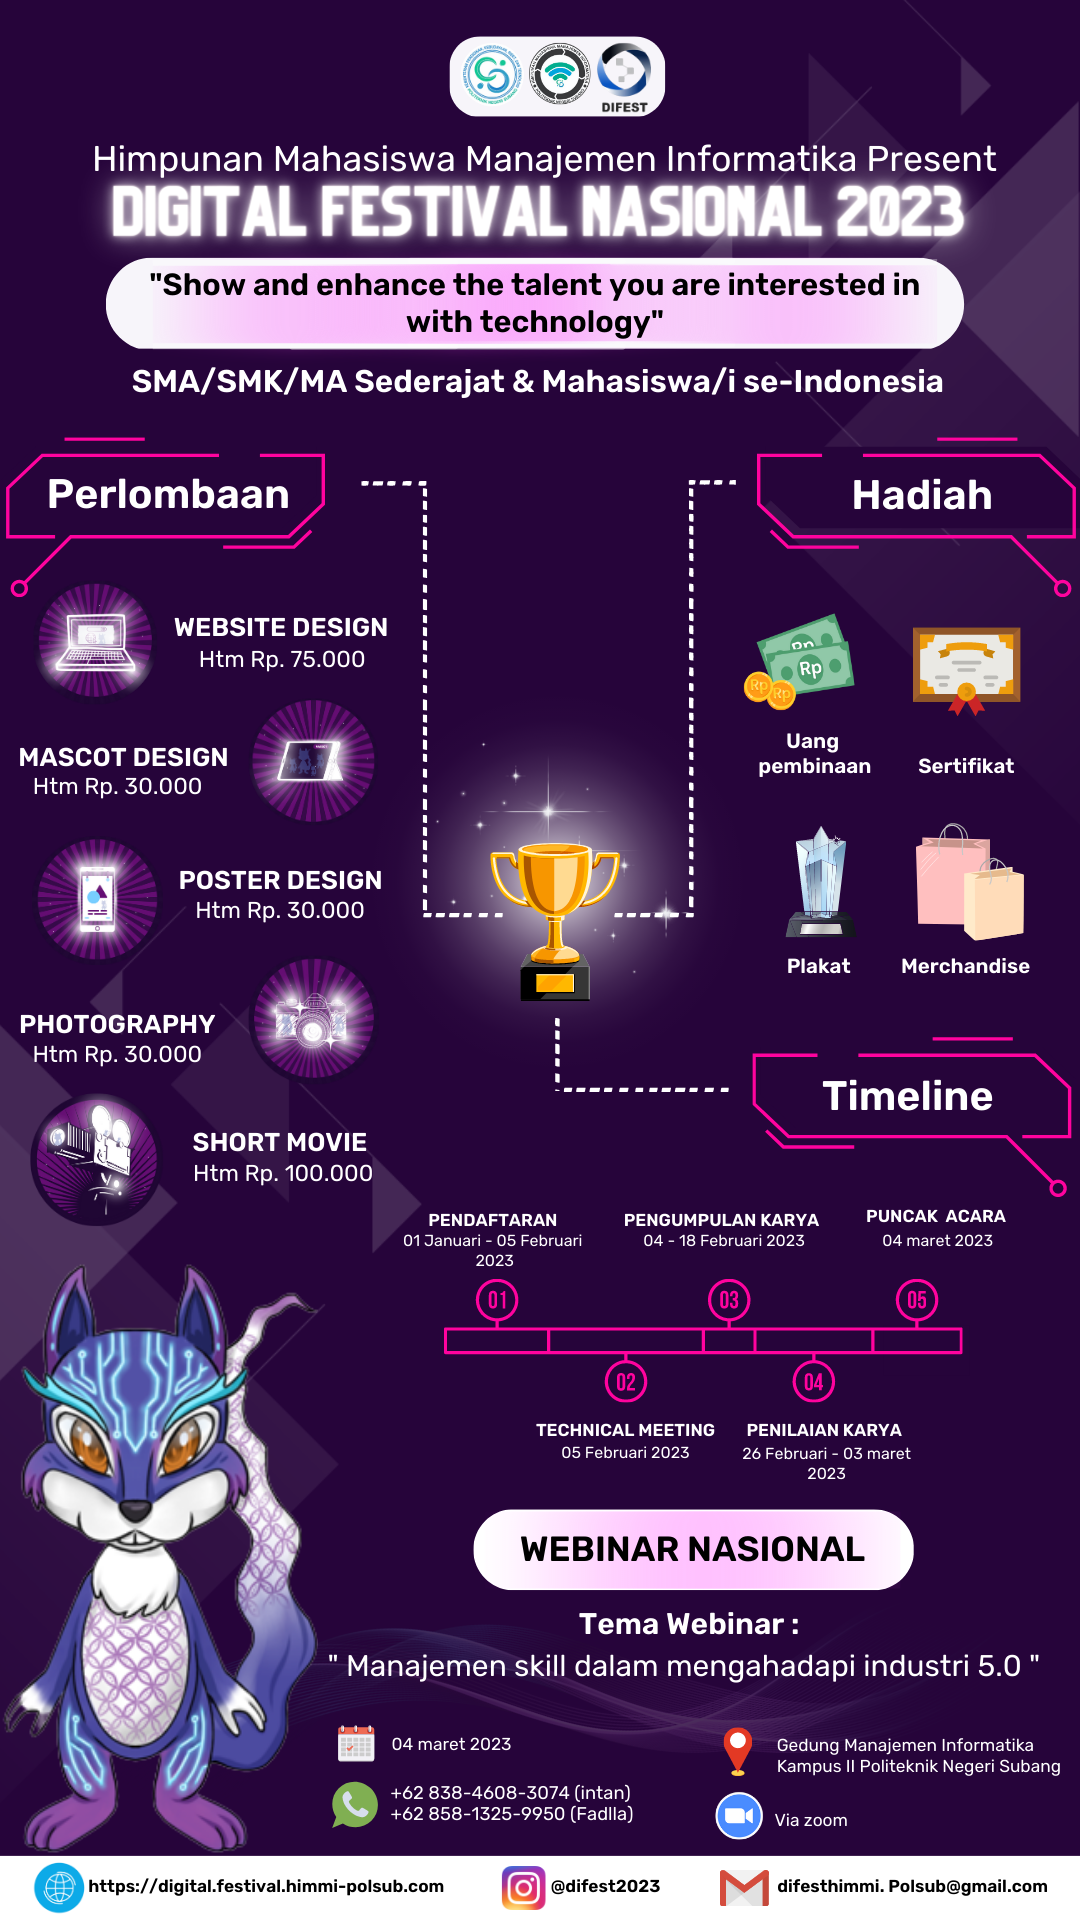 DIFEST
Himpunan Mahasiswa Manajemen Informatika Present
DIGITAL FESTIVAL NASIONAL 2023
"Show and enhance the talent you are interested in
with technology"
SMA/SMK/MA Sederajat & Mahasiswa/i se-Indonesia
Perlombaan
WEBSITE DESIGN
Htm Rp. 75.000
MASCOT DESIGN
Htm Rp. 30.000
POSTER DESIGN
Htm Rp. 30.000
PHOTOGRAPHY
Htm Rp. 30.000
SHORT MOVIE
Htm Rp. 100.000
Hadiah
Rp
Rp
Rp
Rp
Uang
pembinaan
Sertifikat
Plakat
Merchandise
Timeline
PENDAFTARAN
01 Januari - 05 Februari
2023
01
TECHNICAL MEETING
05 Februari 2023
02
PENGUMPULAN KARYA
04 - 18 Februari 2023
03
PENILAIAN KARYA
26 Februari - 03 maret
2023
04
PUNCAK ACARA
04 maret 2023
05
WEBINAR NASIONAL
Tema Webinar :
" Manajemen skill dalam mengahadapi industri 5.0 "
04 maret 2023
+62 838-4608-3074 (intan)
+62 858-1325-9950 (Fadlla)
Gedung Manajemen Informatika
Kampus II Politeknik Negeri Subang
Via zoom
https://digital.festival.himmi-polsub.com
@difest2023
difesthimmi. Polsub@gmail.com